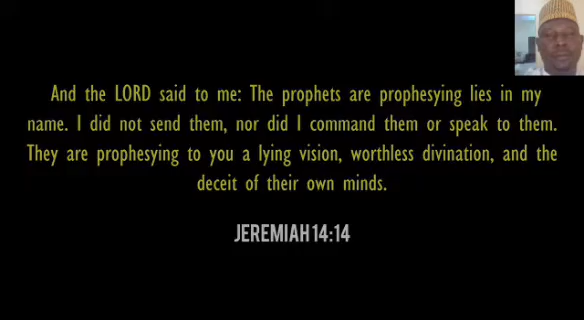 And the LORD said to me: The prophets are prophesying lies in my
name. I did not send them, nor did I command them or speak to them.
They are prophesying to you a lying vision, worthless divination, and the
deceit of their own minds.
JEREMIAH 14:14